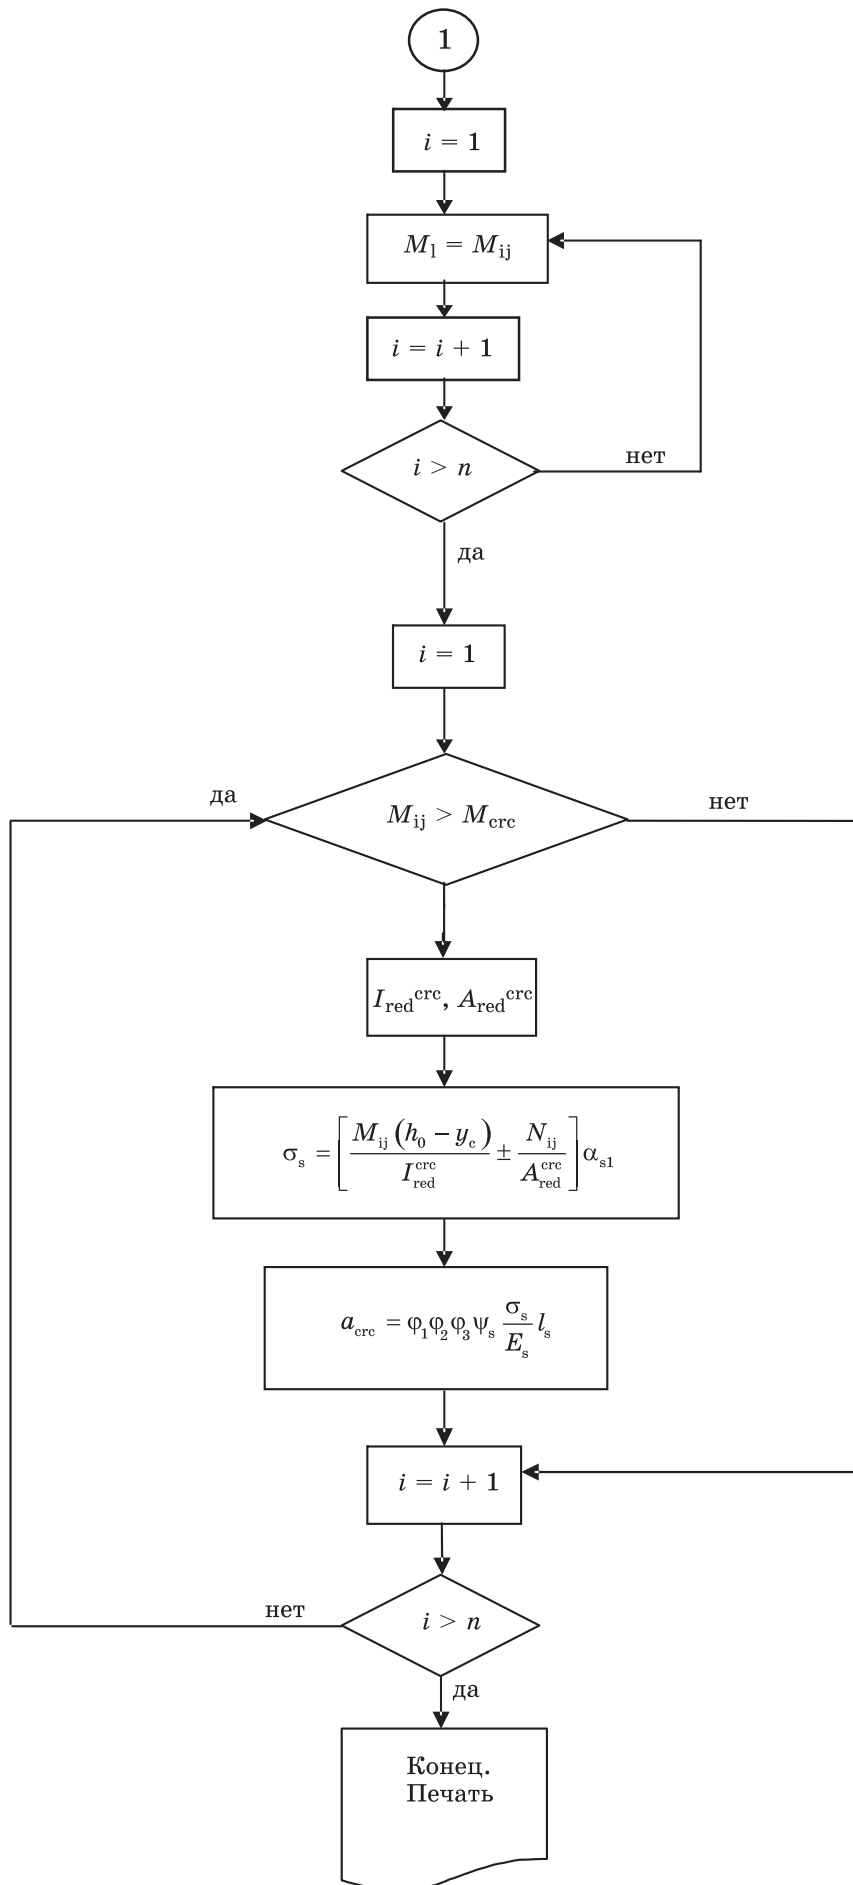 1
i = 1
M_l = M_ij
i = i + 1
i > n
нет
да
i = 1
да
M_ij > M_crc
нет
I_red^crc, A_red^crc
σ_s = [ M_ij (h_0 − y_c) / I_red^crc ± N_ij / A_red^crc ] α_s1
a_crc = φ_1 φ_2 φ_3 ψ_s σ_s / E_s l_s
i = i + 1
нет
i > n
да
Конец.
Печать